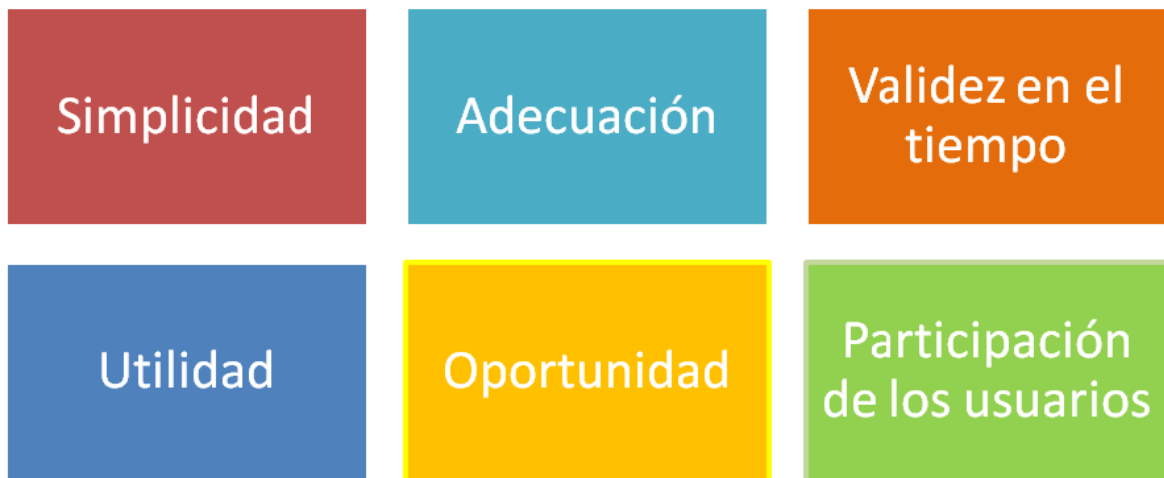 Simplicidad
Adecuación
Validez en el
tiempo
Utilidad
Oportunidad
Participación
de los usuarios